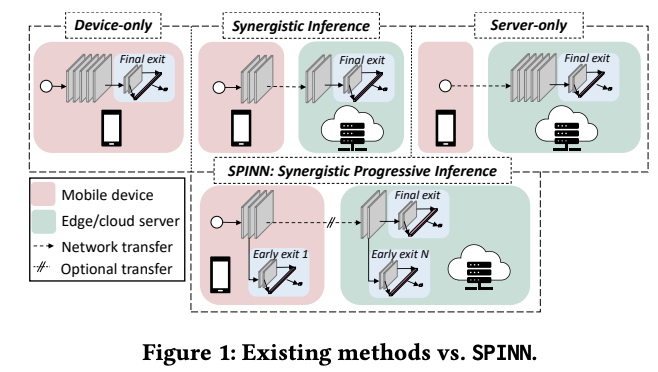 Device-only
Synergistic Inference
Server-only
Final exit
Final exit
Final exit
SPINN: Synergistic Progressive Inference
Mobile device
Edge/cloud server
Network transfer
Optional transfer
Final exit
Early exit 1
Early exit N
Figure 1: Existing methods vs. SPINN.